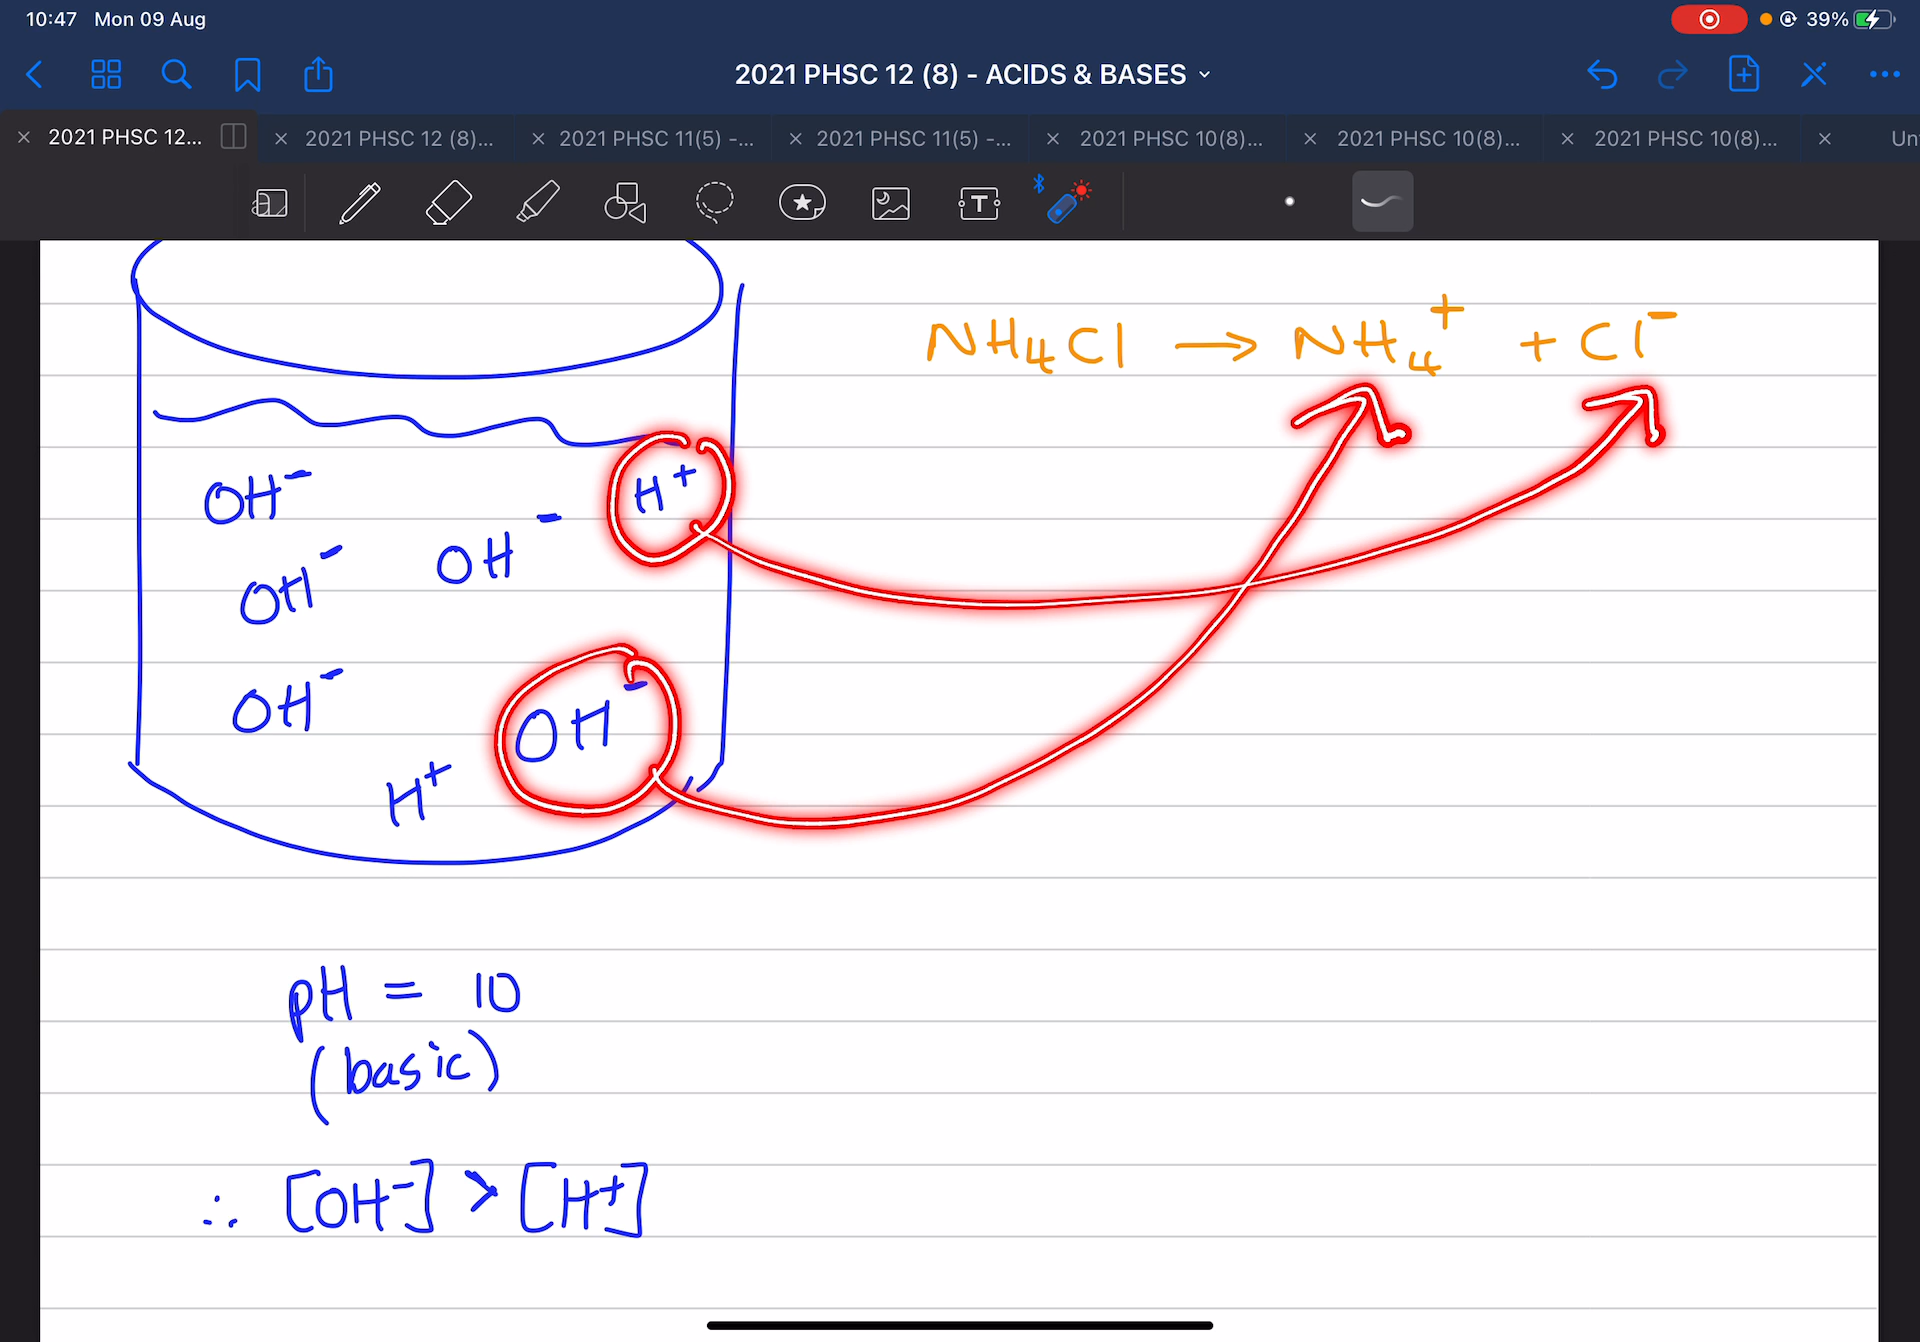 10:47 Mon 09 Aug
39%
2021 PHSC 12 (8) - ACIDS & BASES
2021 PHSC 12... 2021 PHSC 12 (8)... 2021 PHSC 11(5) -... 2021 PHSC 11(5) -... 2021 PHSC 10(8)... 2021 PHSC 10(8)... 2021 PHSC 10(8)... Un
T
NH₄Cl → NH₄⁺ + Cl⁻
OH⁻ H⁺
OH⁻ OH⁻
OH⁻ OH⁻
H⁺
pH = 10
(basic)
∴ [OH⁻] > [H⁺]